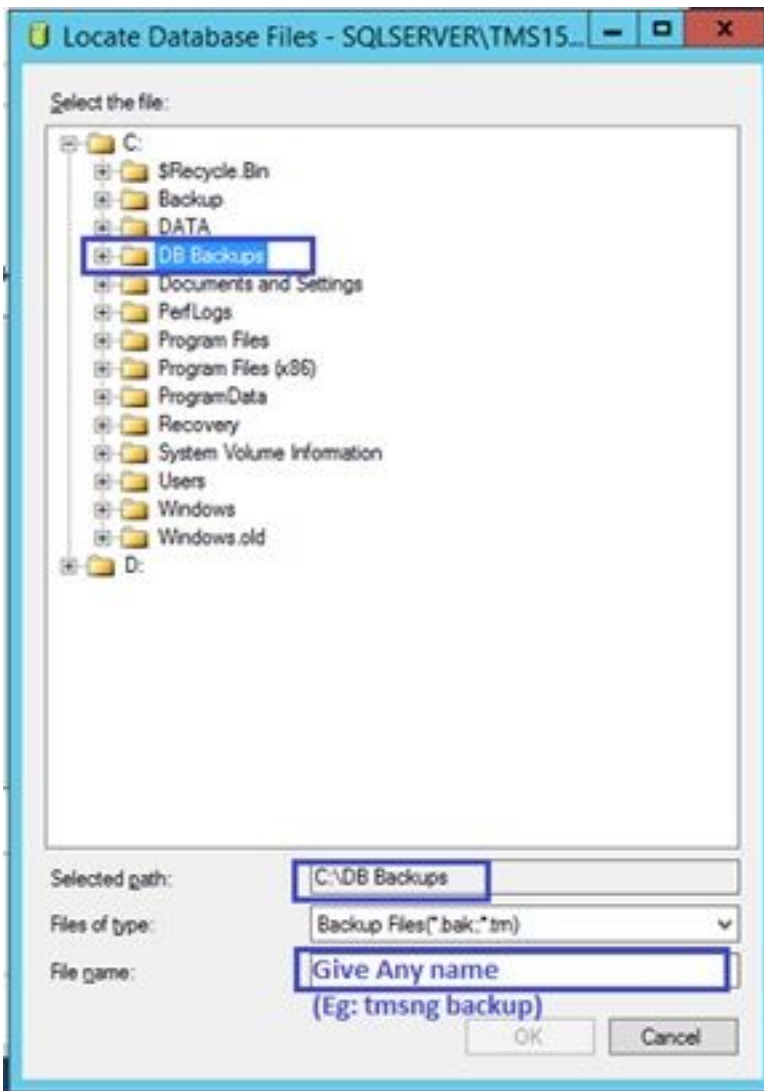 Locate Database Files - SQLSERVER\TMS15...
Select the file:
C:
$Recycle.Bin
Backup
DATA
DB Backups
Documents and Settings
PerfLogs
Program Files
Program Files (x86)
ProgramData
Recovery
System Volume Information
Users
Windows
Windows.old
D:
Selected path: C:\DB Backups
Files of type: Backup Files(*.bak;*.trn)
File name: Give Any name
(Eg: tmsng backup)
OK Cancel